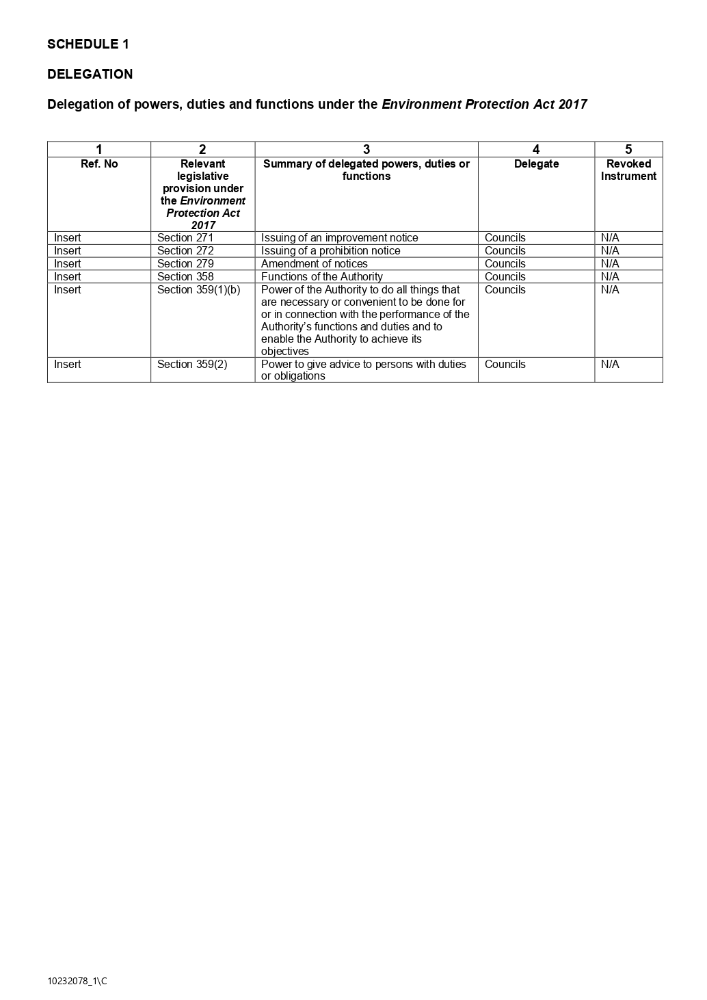 SCHEDULE 1
DELEGATION
Delegation of powers, duties and functions under the Environment Protection Act 2017
1 2 3 4 5
Ref. No Relevant Summary of delegated powers, duties or Delegate Revoked
legislative functions Instrument
provision under
the Environment
Protection Act
2017
Insert Section 271 Issuing of an improvement notice Councils N/A
Insert Section 272 Issuing of a prohibition notice Councils N/A
Insert Section 279 Amendment of notices Councils N/A
Insert Section 358 Functions of the Authority Councils N/A
Insert Section 359(1)(b) Power of the Authority to do all things that Councils N/A
are necessary or convenient to be done for
or in connection with the performance of the
Authority’s functions and duties and to
enable the Authority to achieve its
objectives
Insert Section 359(2) Power to give advice to persons with duties Councils N/A
or obligations
10232078_1\C